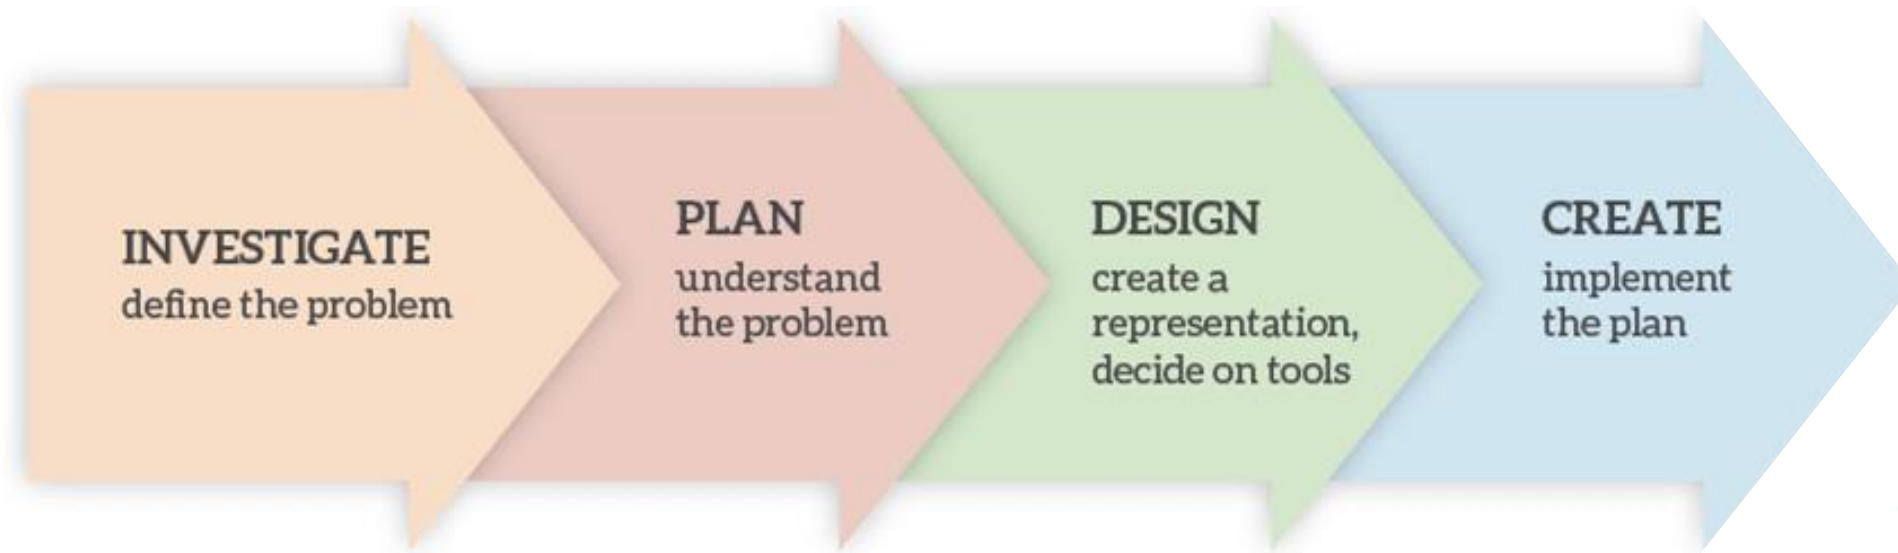 INVESTIGATE
define the problem
PLAN
understand
the problem
DESIGN
create a
representation,
decide on tools
CREATE
implement
the plan